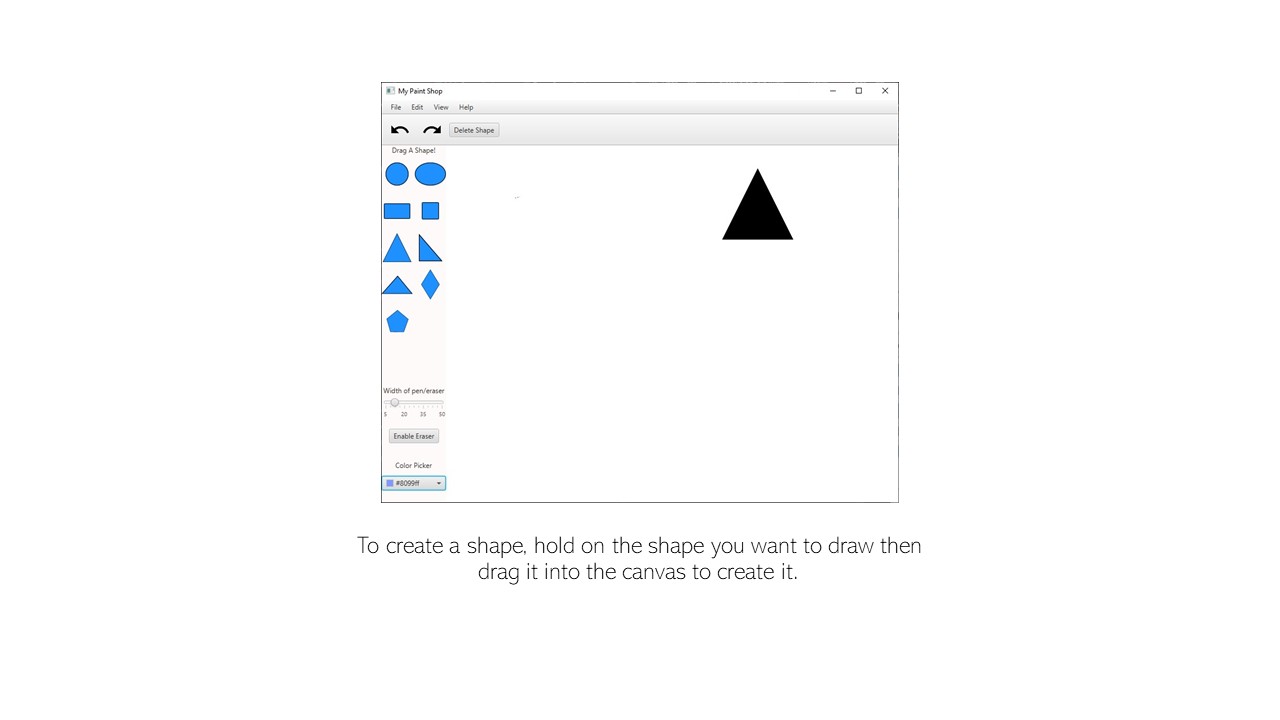 My Paint Shop
File Edit View Help
Delete Shape
Drag A Shape!
Width of pen/eraser
5 20 35 50
Enable Eraser
Color Picker
#8099ff
To create a shape, hold on the shape you want to draw then
drag it into the canvas to create it.